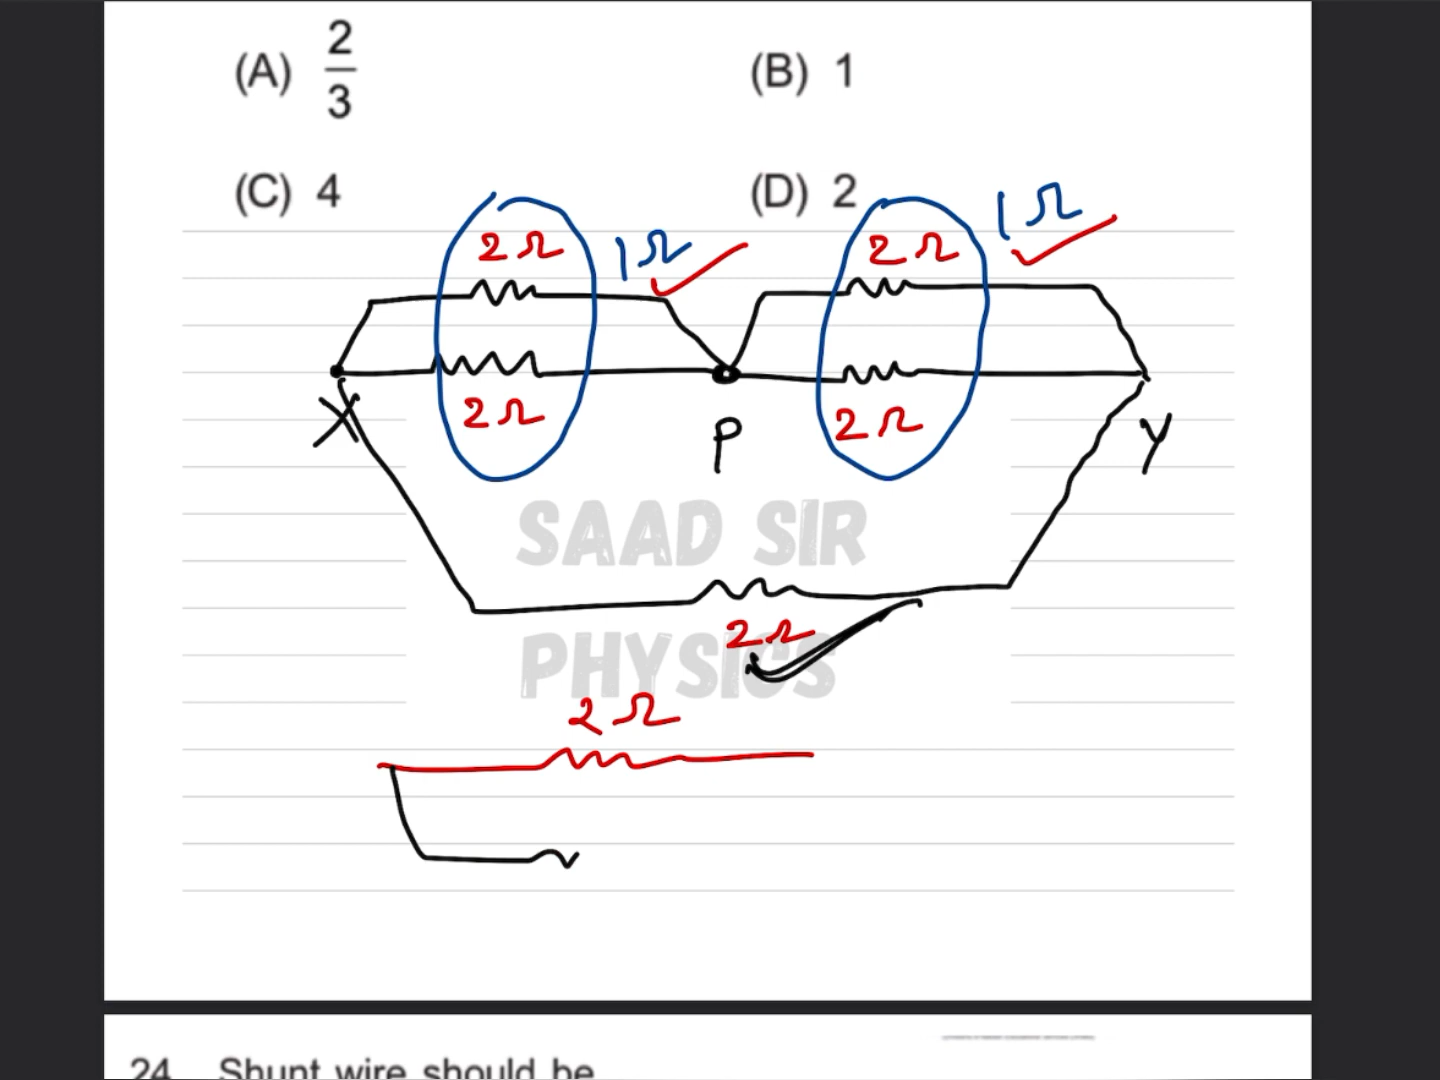 (A) 2/3 (B) 1
(C) 4 (D) 2
1Ω
2Ω 1Ω 2Ω
2Ω 2Ω
X P Y
SAAD SIR
2Ω
PHYSICS
2Ω
24. Shunt wire should be